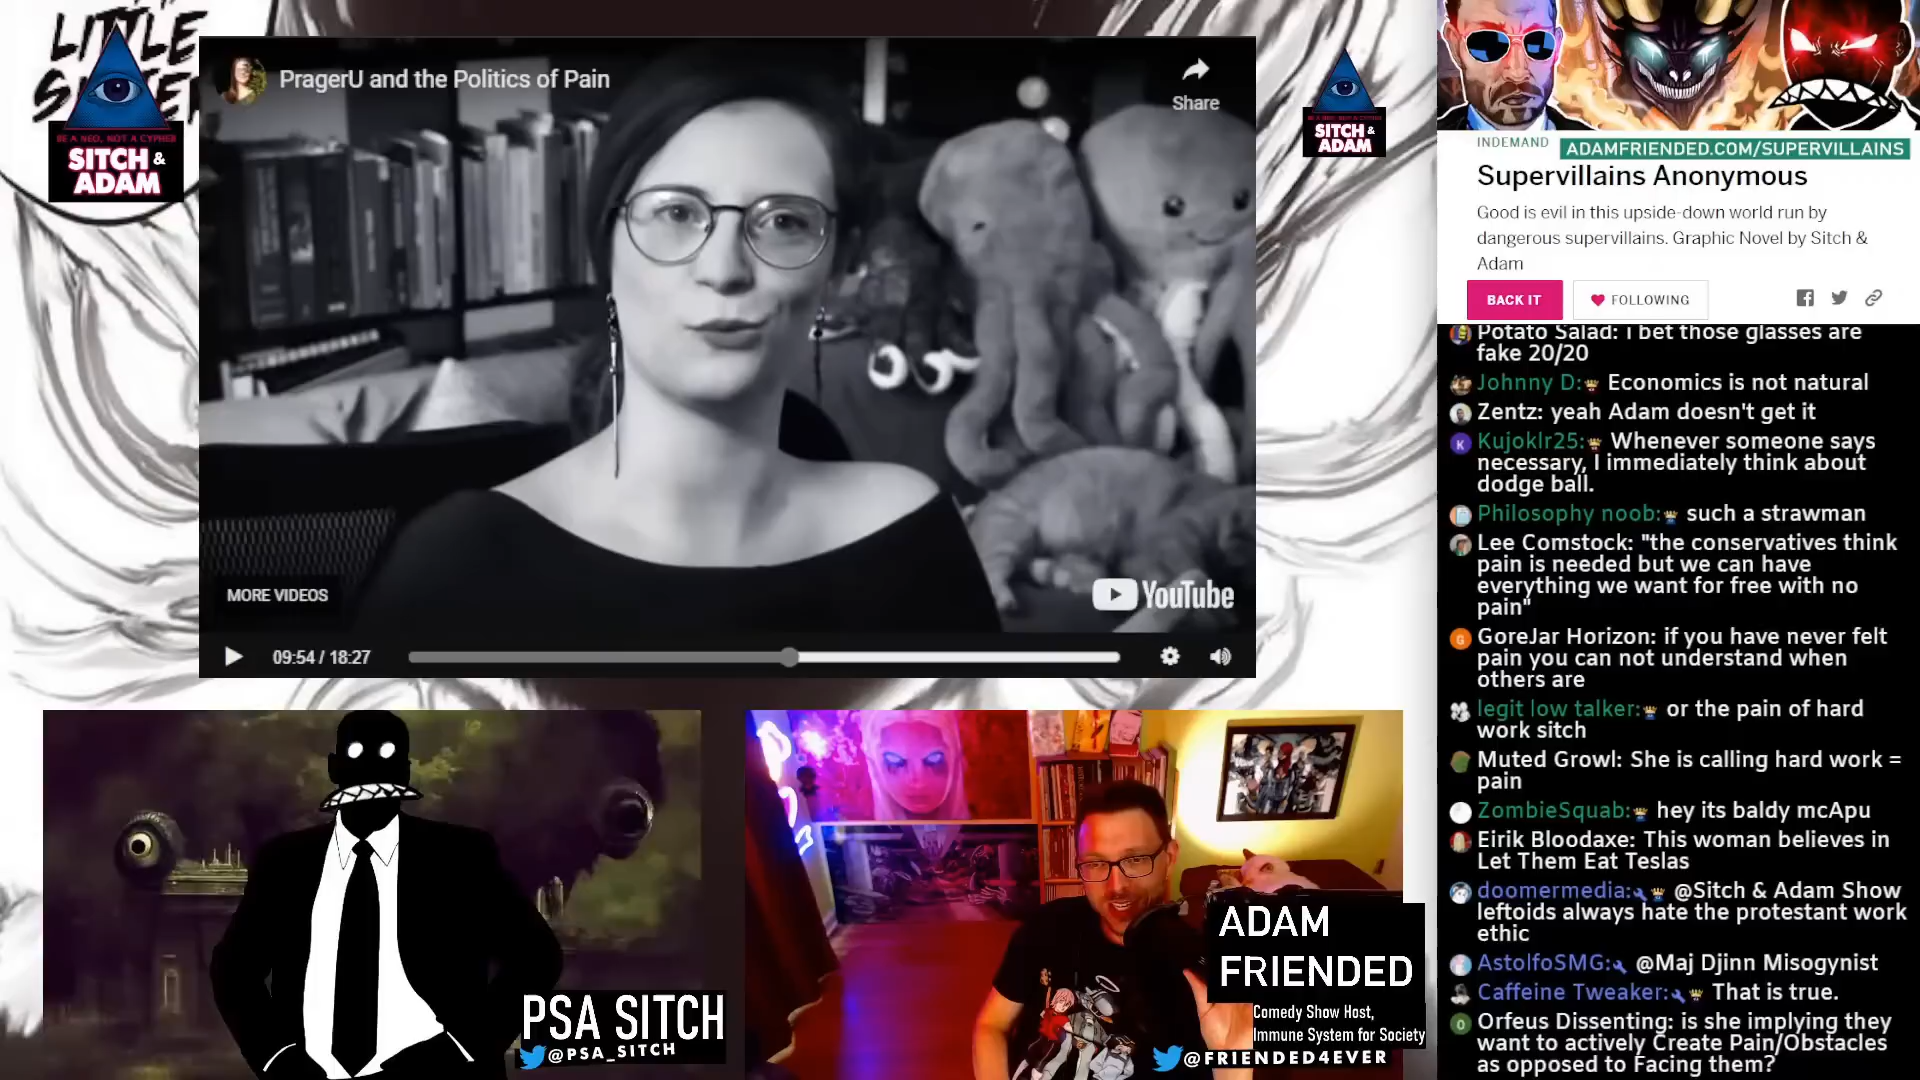 LITTLE
BE A NEO, NOT A CYPHER
SITCH &
ADAM
PragerU and the Politics of Pain
Share
SITCH &
ADAM
MORE VIDEOS
YouTube
09:54 / 18:27
INDEMAND
ADAMFRIENDED.COM/SUPERVILLAINS
Supervillains Anonymous
Good is evil in this upside-down world run by
dangerous supervillains. Graphic Novel by Sitch &
Adam
BACK IT
FOLLOWING
Potato Salad: i bet those glasses are
fake 20/20
Johnny D: Economics is not natural
Zentz: yeah Adam doesn't get it
Kujoklr25: Whenever someone says
necessary, I immediately think about
dodge ball.
Philosophy noob: such a strawman
Lee Comstock: "the conservatives think
pain is needed but we can have
everything we want for free with no
pain"
GoreJar Horizon: if you have never felt
pain you can not understand when
others are
legit low talker: or the pain of hard
work sitch
Muted Growl: She is calling hard work =
pain
ZombieSquab: hey its baldy mcApu
Eirik Bloodaxe: This woman believes in
Let Them Eat Teslas
doomermedia: @Sitch & Adam Show
leftoids always hate the protestant work
ethic
AstolfoSMG: @Maj Djinn Misogynist
Caffeine Tweaker: That is true.
Orfeus Dissenting: is she implying they
want to actively Create Pain/Obstacles
as opposed to Facing them?
PSA SITCH
@PSA_SITCH
ADAM
FRIENDED
Comedy Show Host,
Immune System for Society
@FRIENDED4EVER